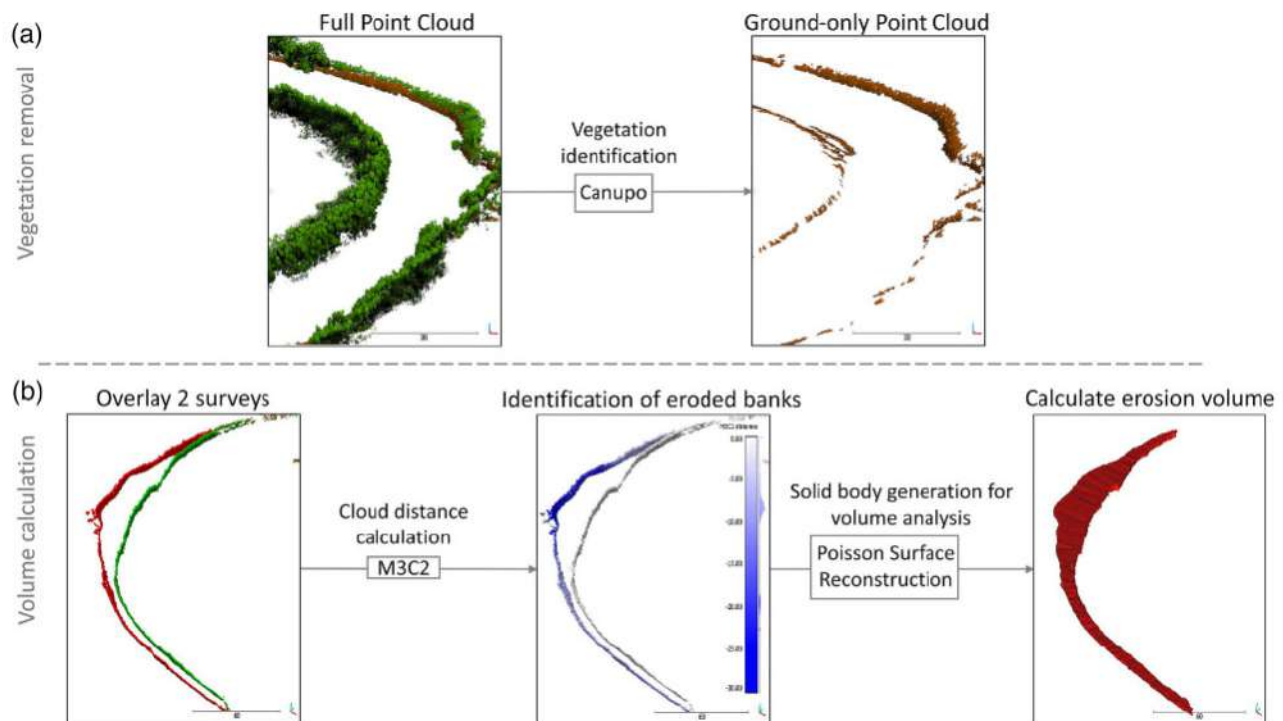 (a)
Vegetation removal
Full Point Cloud
Ground-only Point Cloud
Vegetation
identification
Canupo
(b)
Volume calculation
Overlay 2 surveys
Identification of eroded banks
Calculate erosion volume
Cloud distance
calculation
M3C2
Solid body generation for
volume analysis
Poisson Surface
Reconstruction
60